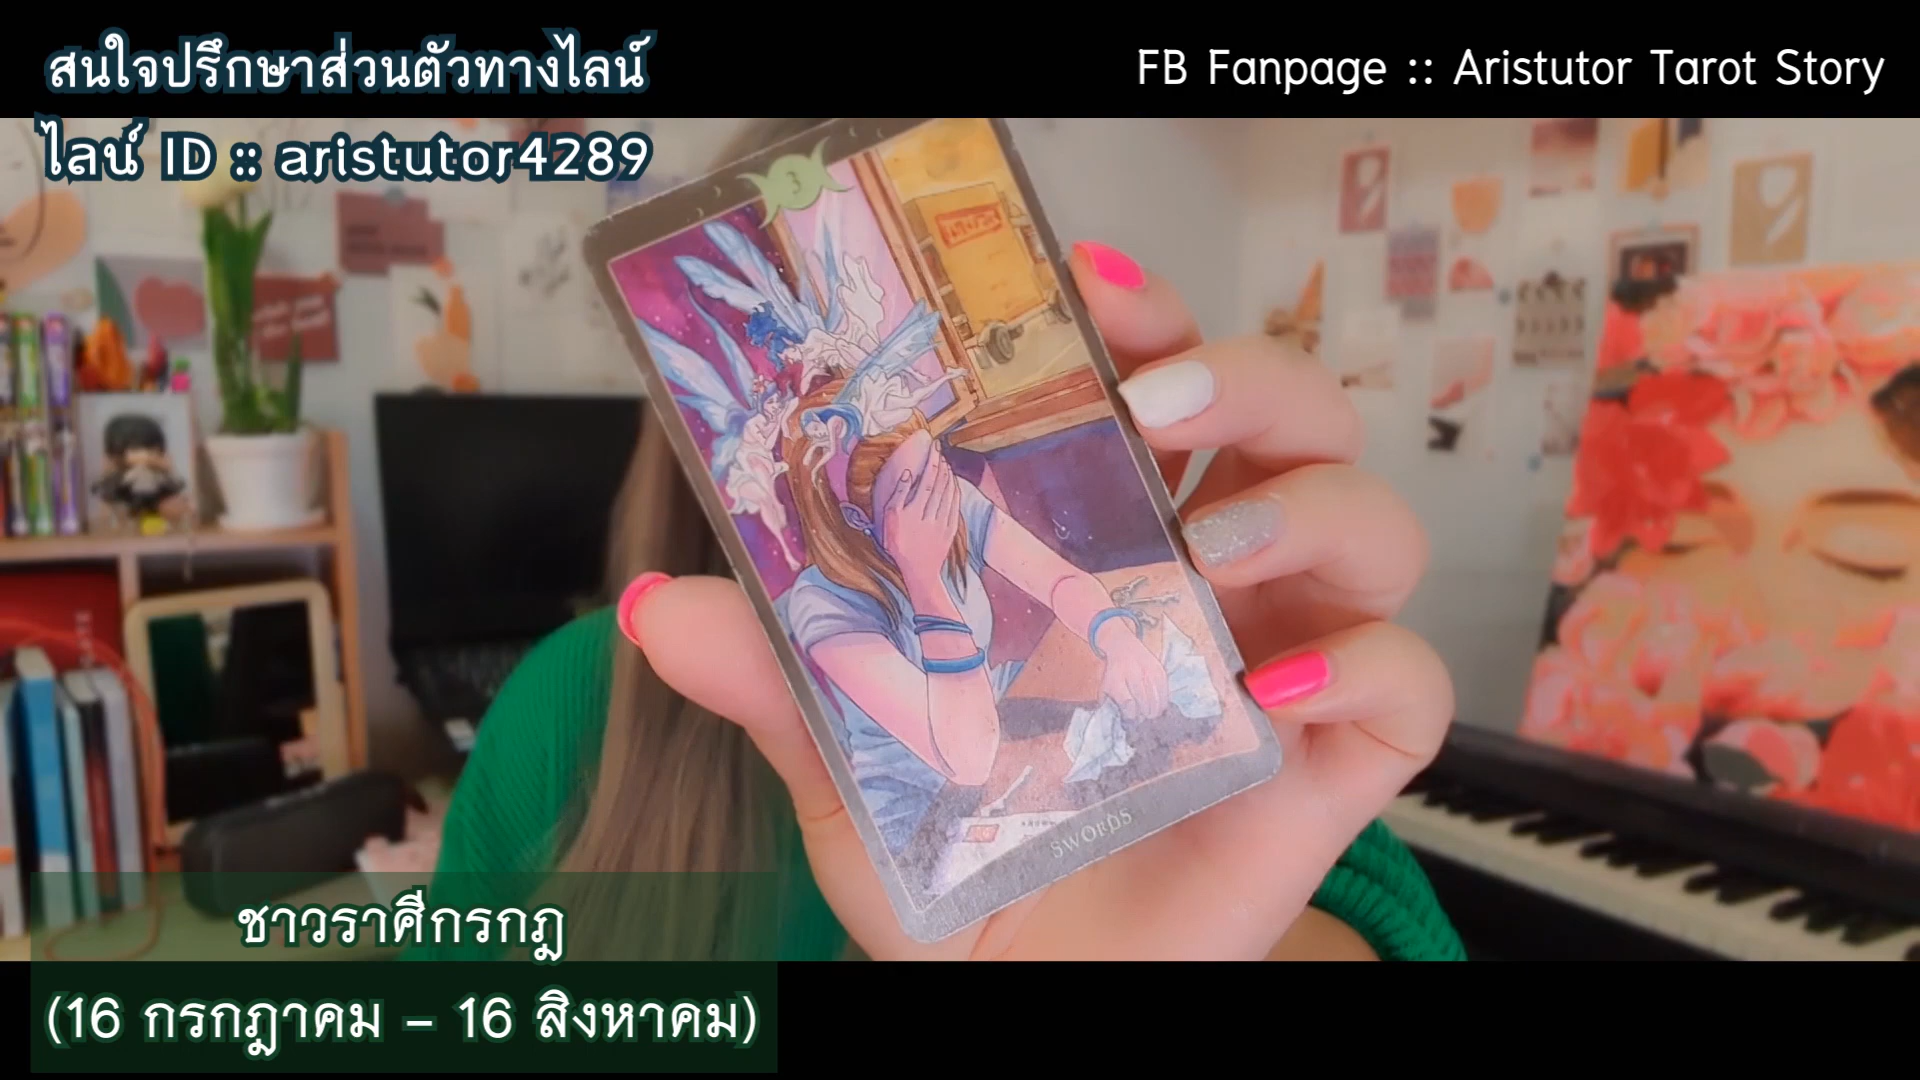 สนใจปรึกษาส่วนตัวทางไลน์
ไลน์ ID :: aristutor4289
FB Fanpage :: Aristutor Tarot Story
3
SWORDS
ชาวราศีกรกฎ
(16 กรกฎาคม – 16 สิงหาคม)